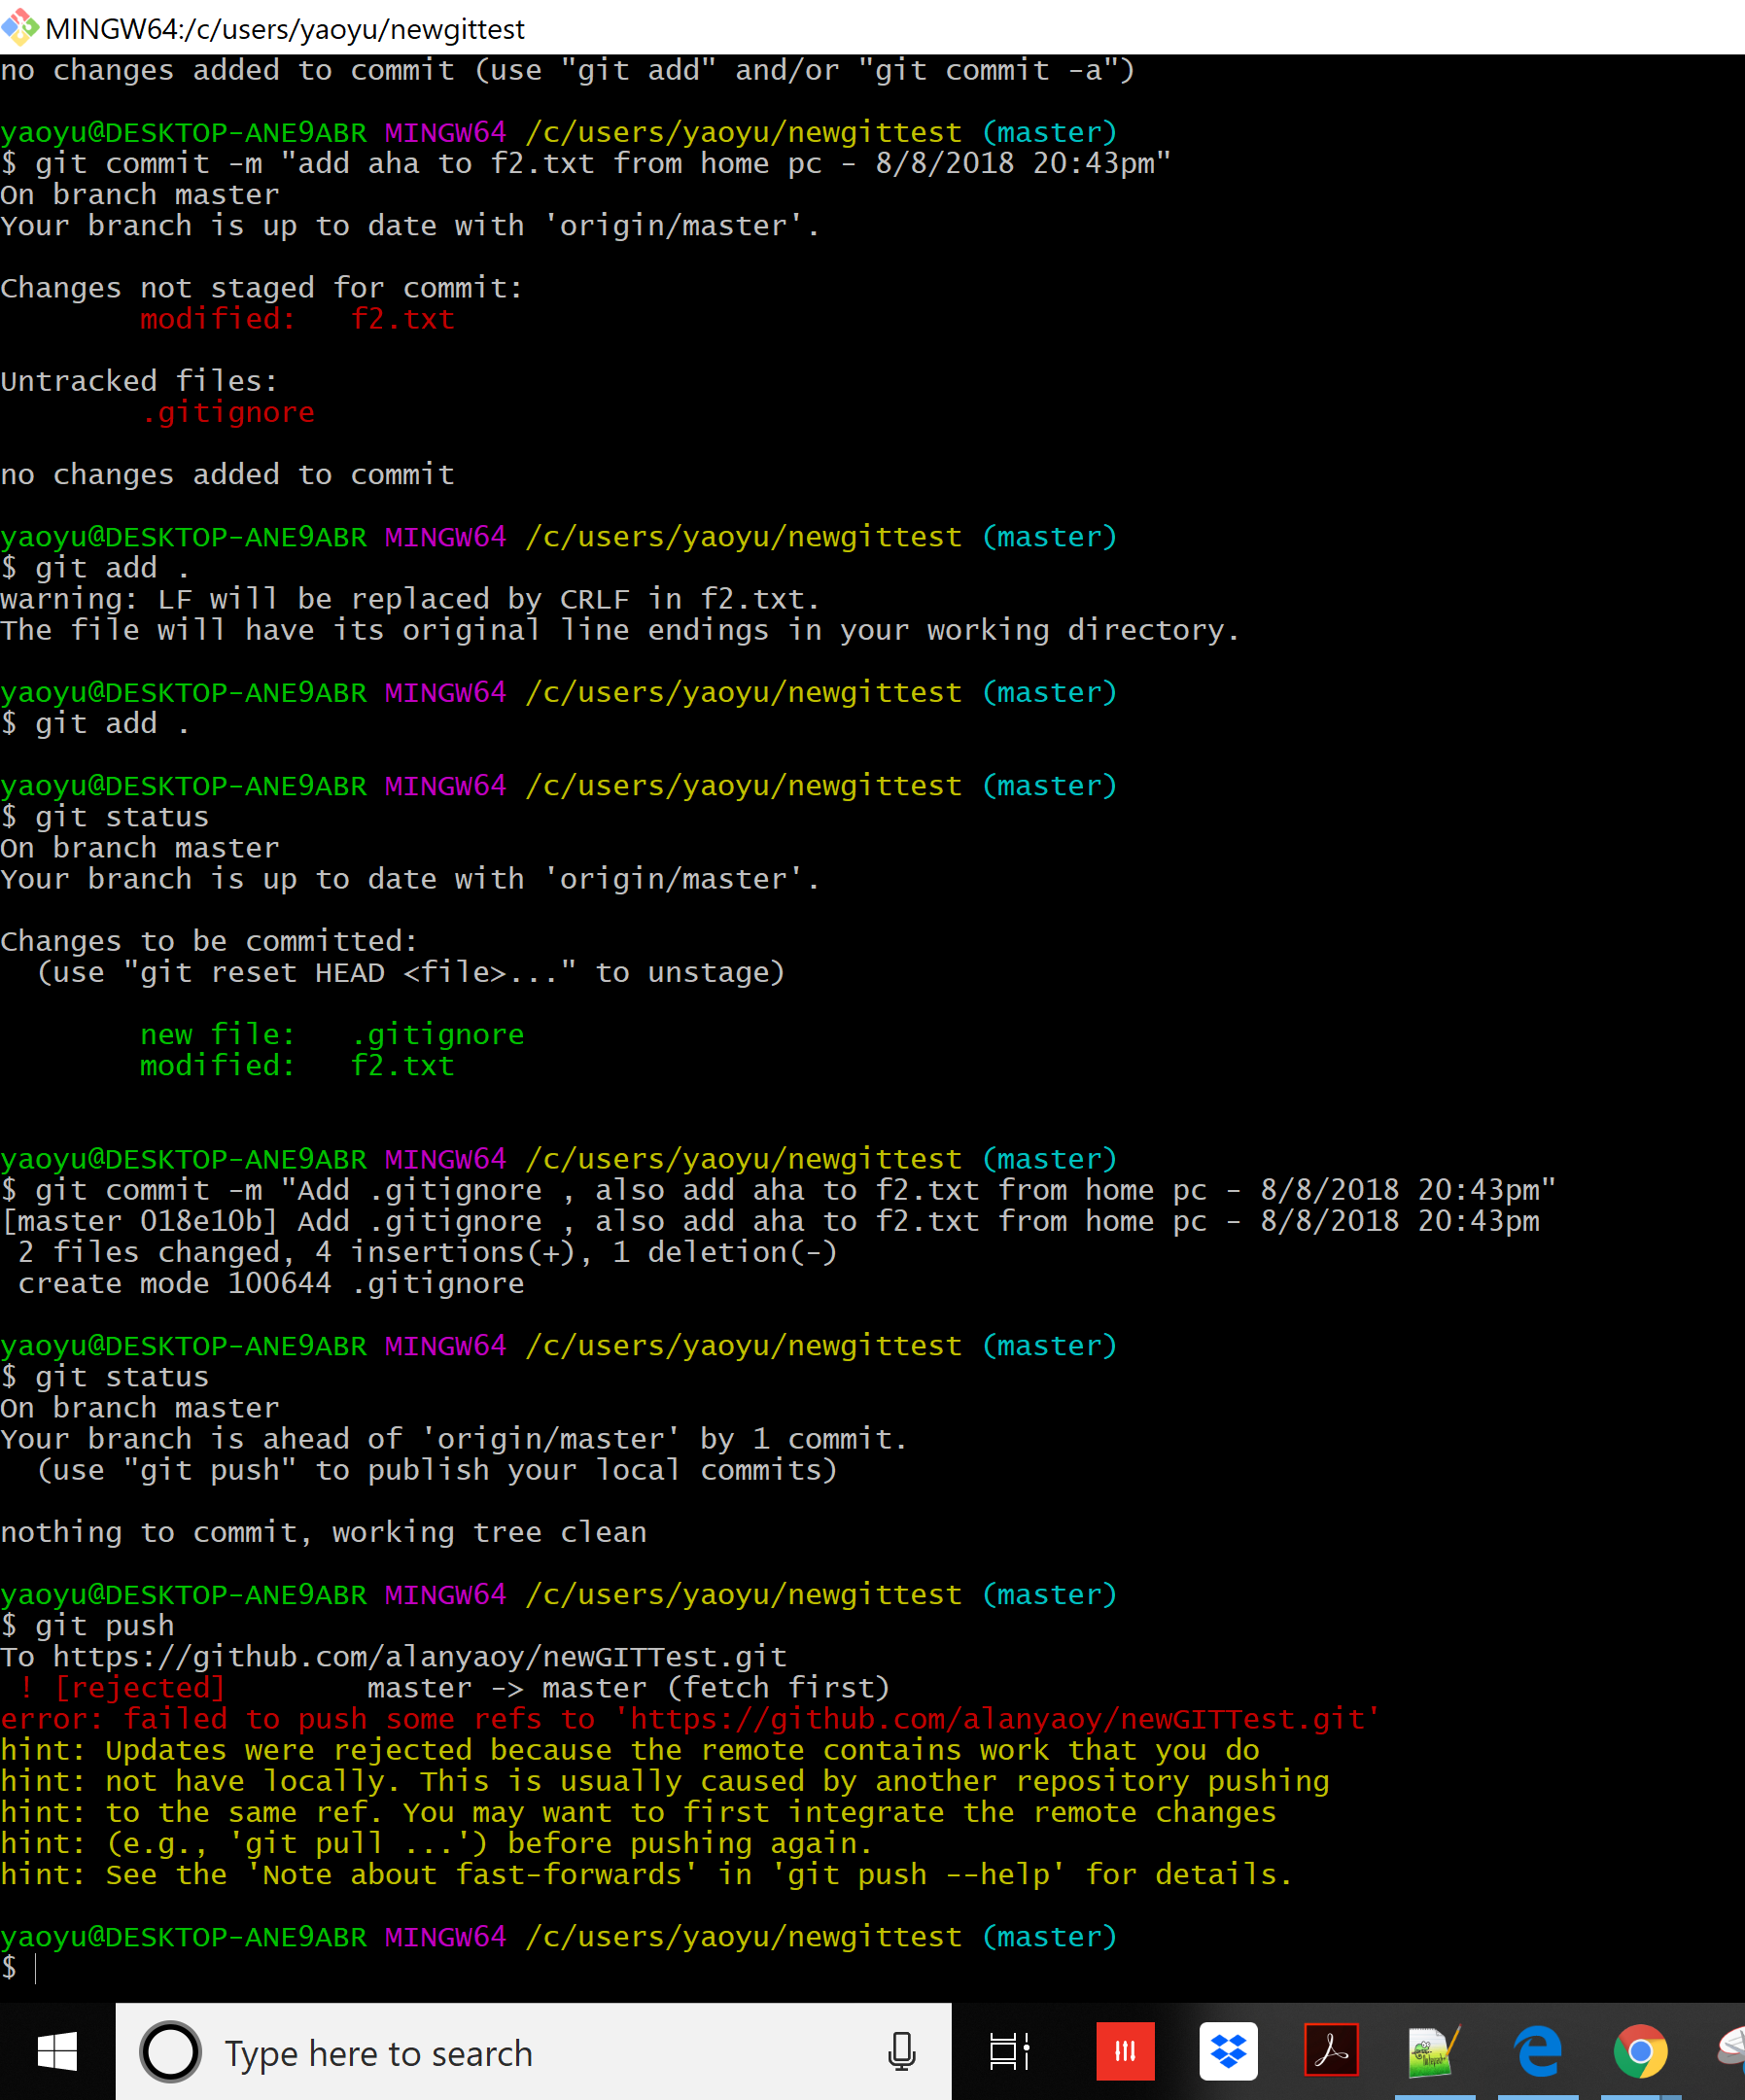 MINGW64:/c/users/yaoyu/newgittest
no changes added to commit (use "git add" and/or "git commit -a")
yaoyu@DESKTOP-ANE9ABR MINGW64 /c/users/yaoyu/newgittest (master)
$ git commit -m "add aha to f2.txt from home pc - 8/8/2018 20:43pm"
On branch master
Your branch is up to date with 'origin/master'.
Changes not staged for commit:
modified:   f2.txt
Untracked files:
.gitignore
no changes added to commit
yaoyu@DESKTOP-ANE9ABR MINGW64 /c/users/yaoyu/newgittest (master)
$ git add .
warning: LF will be replaced by CRLF in f2.txt.
The file will have its original line endings in your working directory.
yaoyu@DESKTOP-ANE9ABR MINGW64 /c/users/yaoyu/newgittest (master)
$ git add .
yaoyu@DESKTOP-ANE9ABR MINGW64 /c/users/yaoyu/newgittest (master)
$ git status
On branch master
Your branch is up to date with 'origin/master'.
Changes to be committed:
(use "git reset HEAD <file>..." to unstage)
new file:   .gitignore
modified:   f2.txt
yaoyu@DESKTOP-ANE9ABR MINGW64 /c/users/yaoyu/newgittest (master)
$ git commit -m "Add .gitignore , also add aha to f2.txt from home pc - 8/8/2018 20:43pm"
[master 018e10b] Add .gitignore , also add aha to f2.txt from home pc - 8/8/2018 20:43pm
2 files changed, 4 insertions(+), 1 deletion(-)
create mode 100644 .gitignore
yaoyu@DESKTOP-ANE9ABR MINGW64 /c/users/yaoyu/newgittest (master)
$ git status
On branch master
Your branch is ahead of 'origin/master' by 1 commit.
(use "git push" to publish your local commits)
nothing to commit, working tree clean
yaoyu@DESKTOP-ANE9ABR MINGW64 /c/users/yaoyu/newgittest (master)
$ git push
To https://github.com/alanyaoy/newGITTest.git
! [rejected]        master -> master (fetch first)
error: failed to push some refs to 'https://github.com/alanyaoy/newGITTest.git'
hint: Updates were rejected because the remote contains work that you do
hint: not have locally. This is usually caused by another repository pushing
hint: to the same ref. You may want to first integrate the remote changes
hint: (e.g., 'git pull ...') before pushing again.
hint: See the 'Note about fast-forwards' in 'git push --help' for details.
yaoyu@DESKTOP-ANE9ABR MINGW64 /c/users/yaoyu/newgittest (master)
$
Type here to search